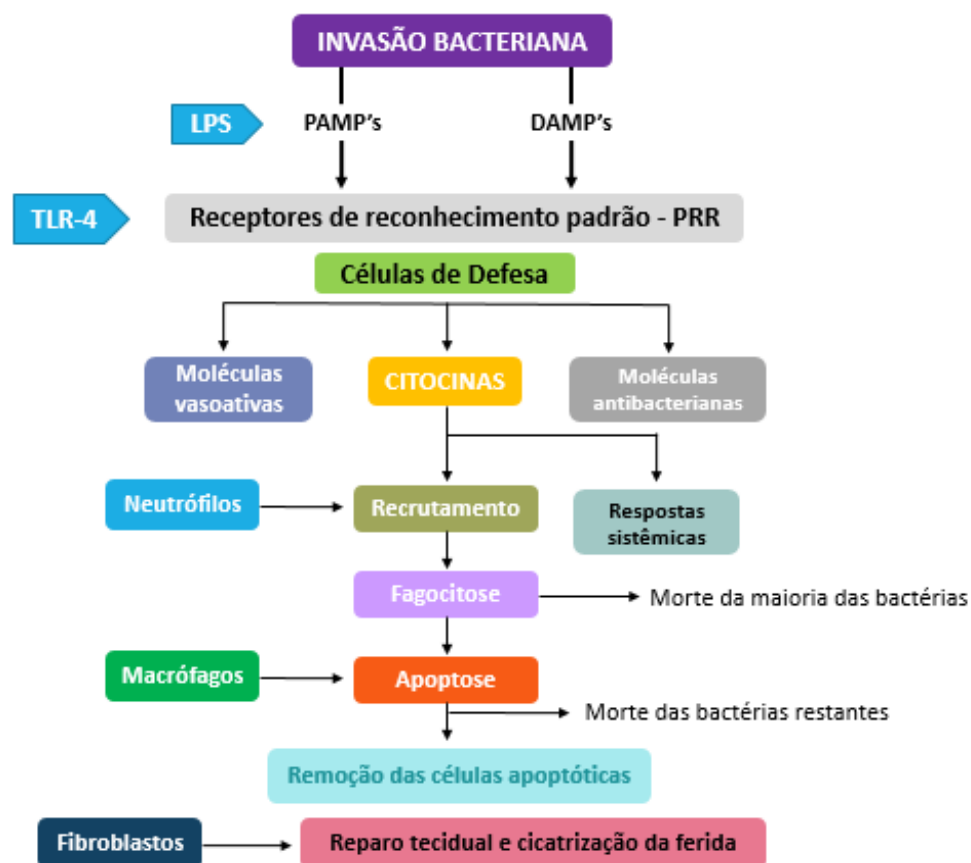 INVASÃO BACTERIANA
LPS
PAMP's
DAMP's
TLR-4
Receptores de reconhecimento padrão - PRR
Células de Defesa
Moléculas
vasoativas
CITOCINAS
Moléculas
antibacterianas
Neutrófilos
Recrutamento
Respostas
sistêmicas
Fagocitose
Morte da maioria das bactérias
Macrófagos
Apoptose
Morte das bactérias restantes
Remoção das células apoptóticas
Fibroblastos
Reparo tecidual e cicatrização da ferida